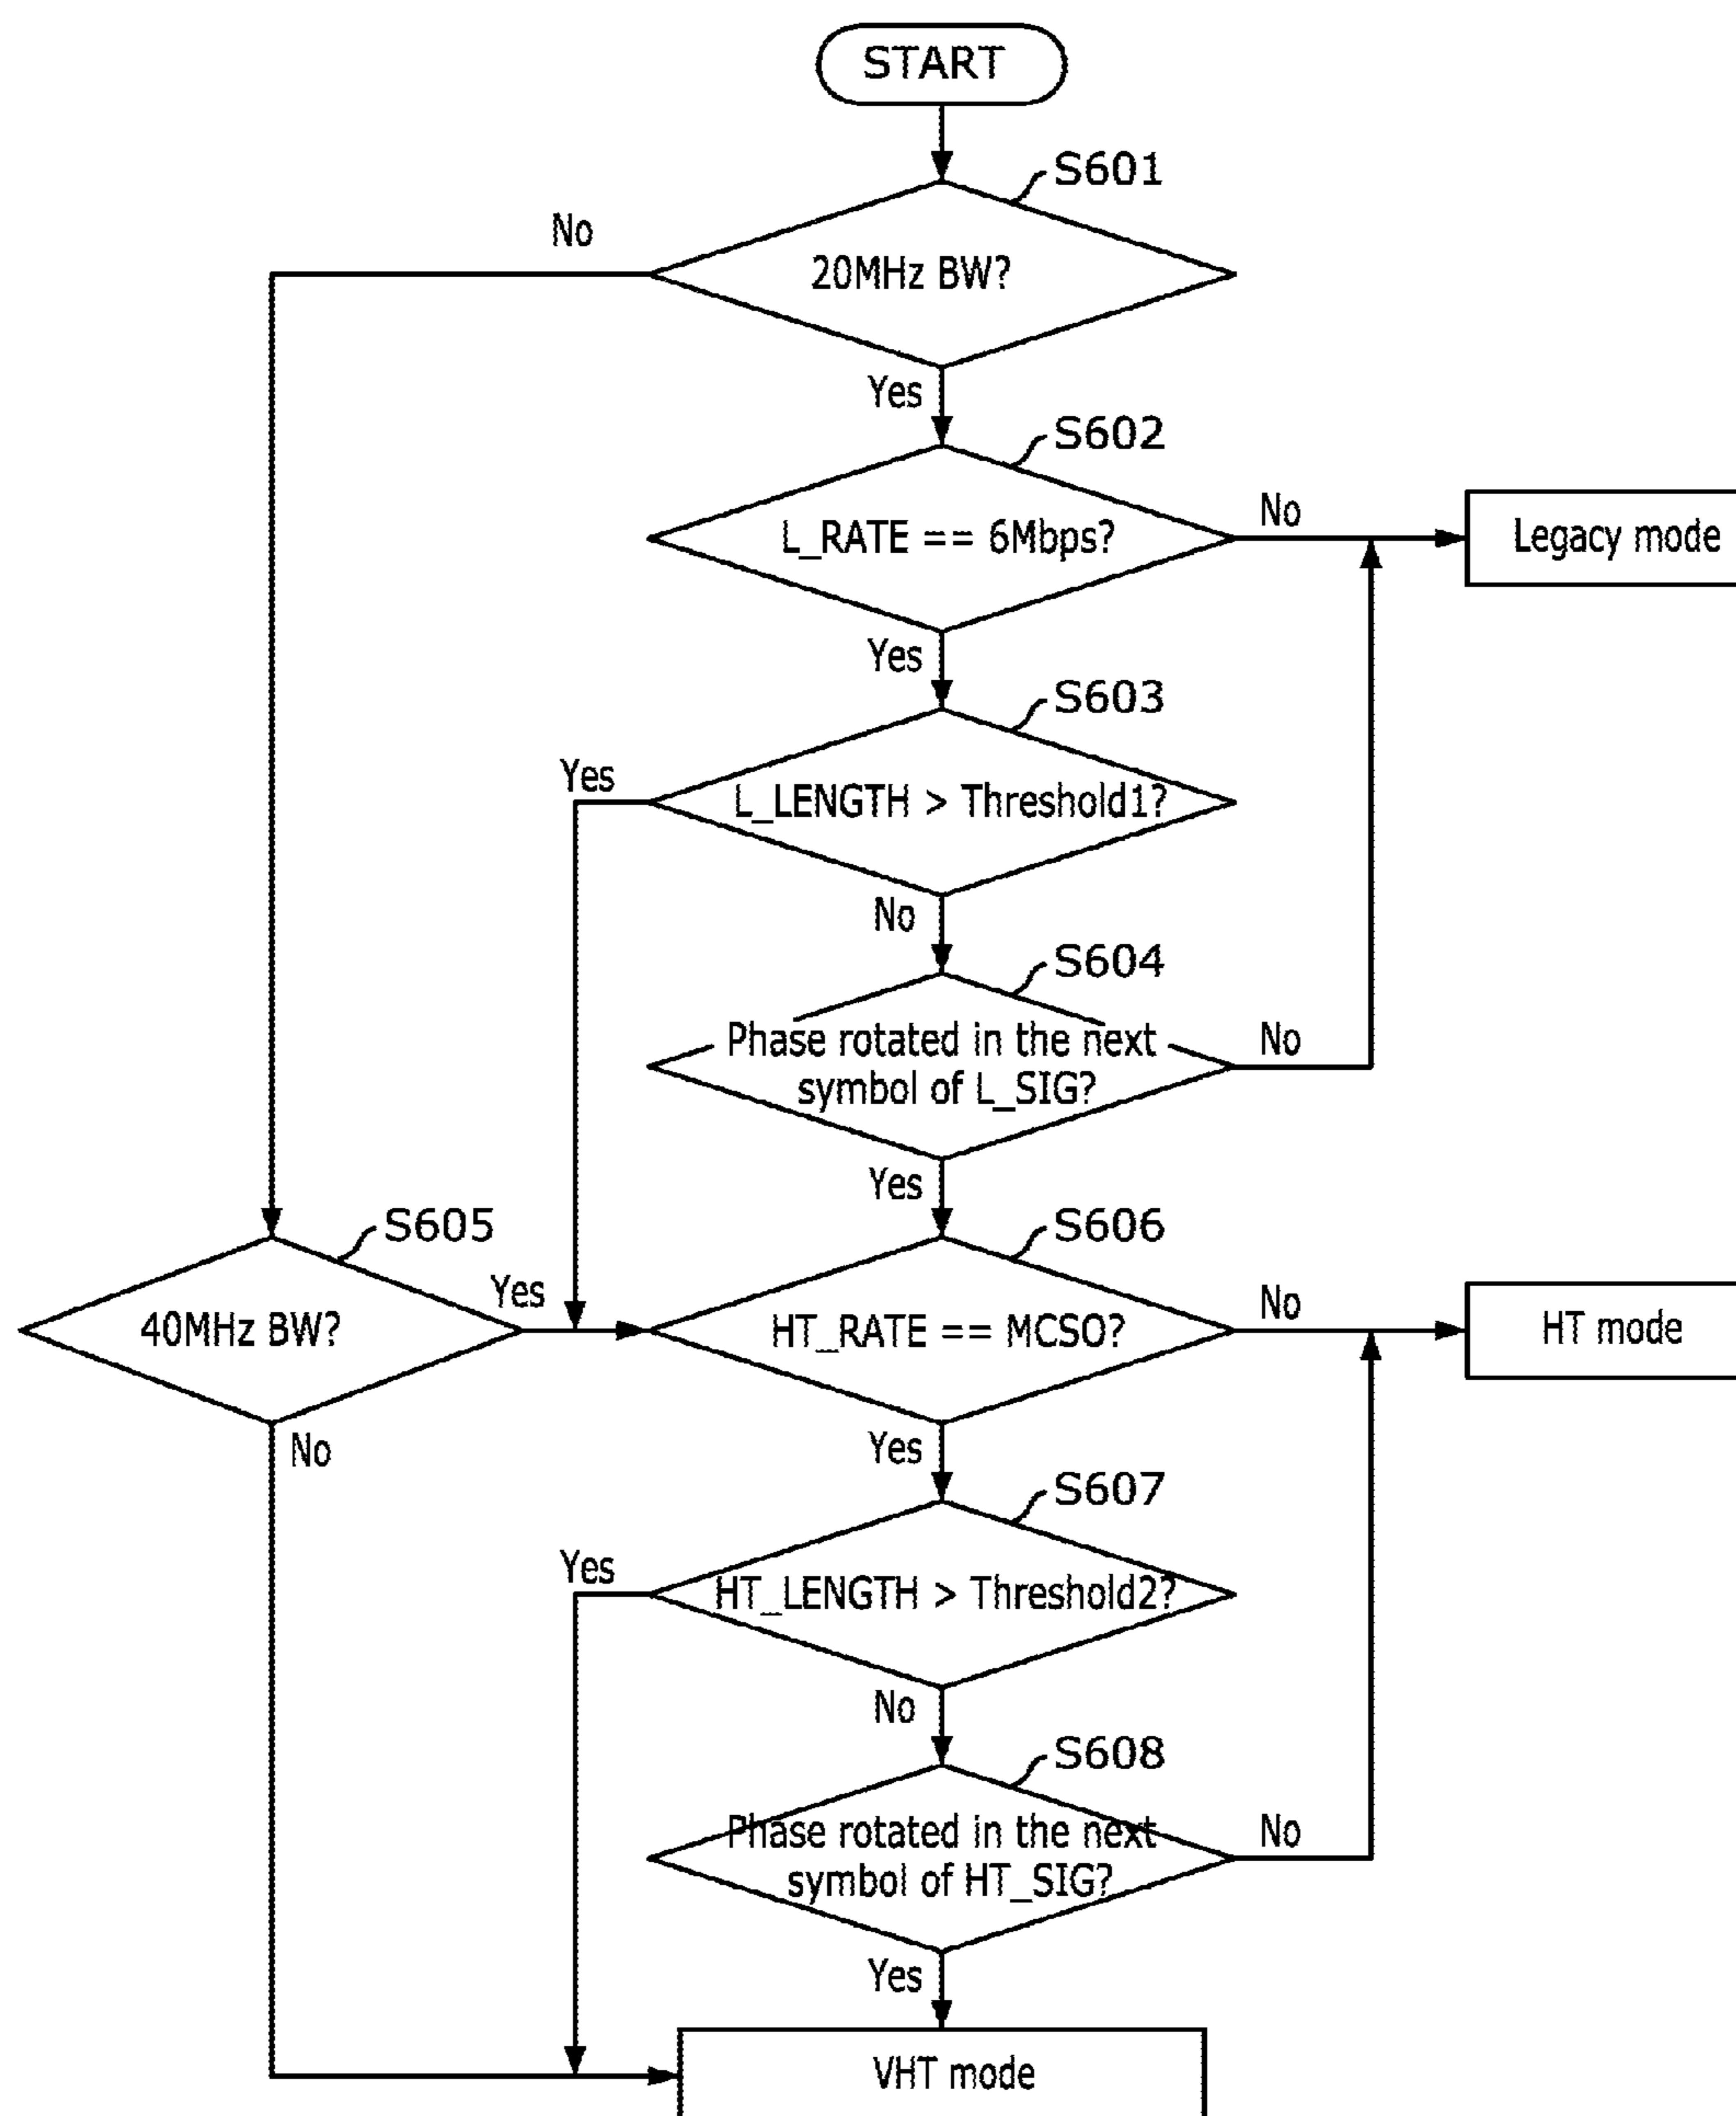 START
S601
No
20MHz BW?
Yes
S602
L_RATE == 6Mbps?
No
Legacy mode
Yes
S603
Yes
L_LENGTH > Threshold1?
No
S604
Phase rotated in the next
symbol of L_SIG?
No
Yes
S605
S606
40MHz BW?
Yes
HT_RATE == MCSO?
No
HT mode
No
Yes
S607
Yes
HT_LENGTH > Threshold2?
No
S608
Phase rotated in the next
symbol of HT_SIG?
No
Yes
VHT mode